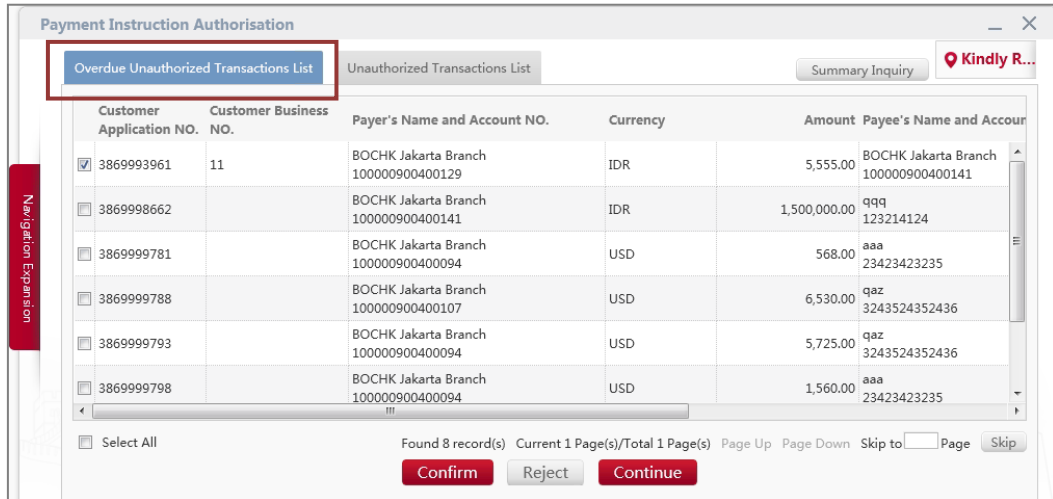 Payment Instruction Authorisation
Overdue Unauthorized Transactions List
Unauthorized Transactions List
Summary Inquiry
Kindly R...
Customer Application NO.
Customer Business NO.
Payer's Name and Account NO.
Currency
Amount
Payee's Name and Accoun
3869993961 11 BOCHK Jakarta Branch IDR 5,555.00 BOCHK Jakarta Branch
100000900400129 100000900400141
3869998662 BOCHK Jakarta Branch IDR 1,500,000.00 qqq
100000900400141 123214124
3869999781 BOCHK Jakarta Branch USD 568.00 aaa
100000900400094 23423423235
3869999788 BOCHK Jakarta Branch USD 6,530.00 qaz
100000900400107 3243524352436
3869999793 BOCHK Jakarta Branch USD 5,725.00 qaz
100000900400094 3243524352436
3869999798 BOCHK Jakarta Branch USD 1,560.00 aaa
100000900400094 23423423235
Select All
Found 8 record(s) Current 1 Page(s)/Total 1 Page(s) Page Up Page Down Skip to Page Skip
Confirm Reject Continue
Navigation Expansion